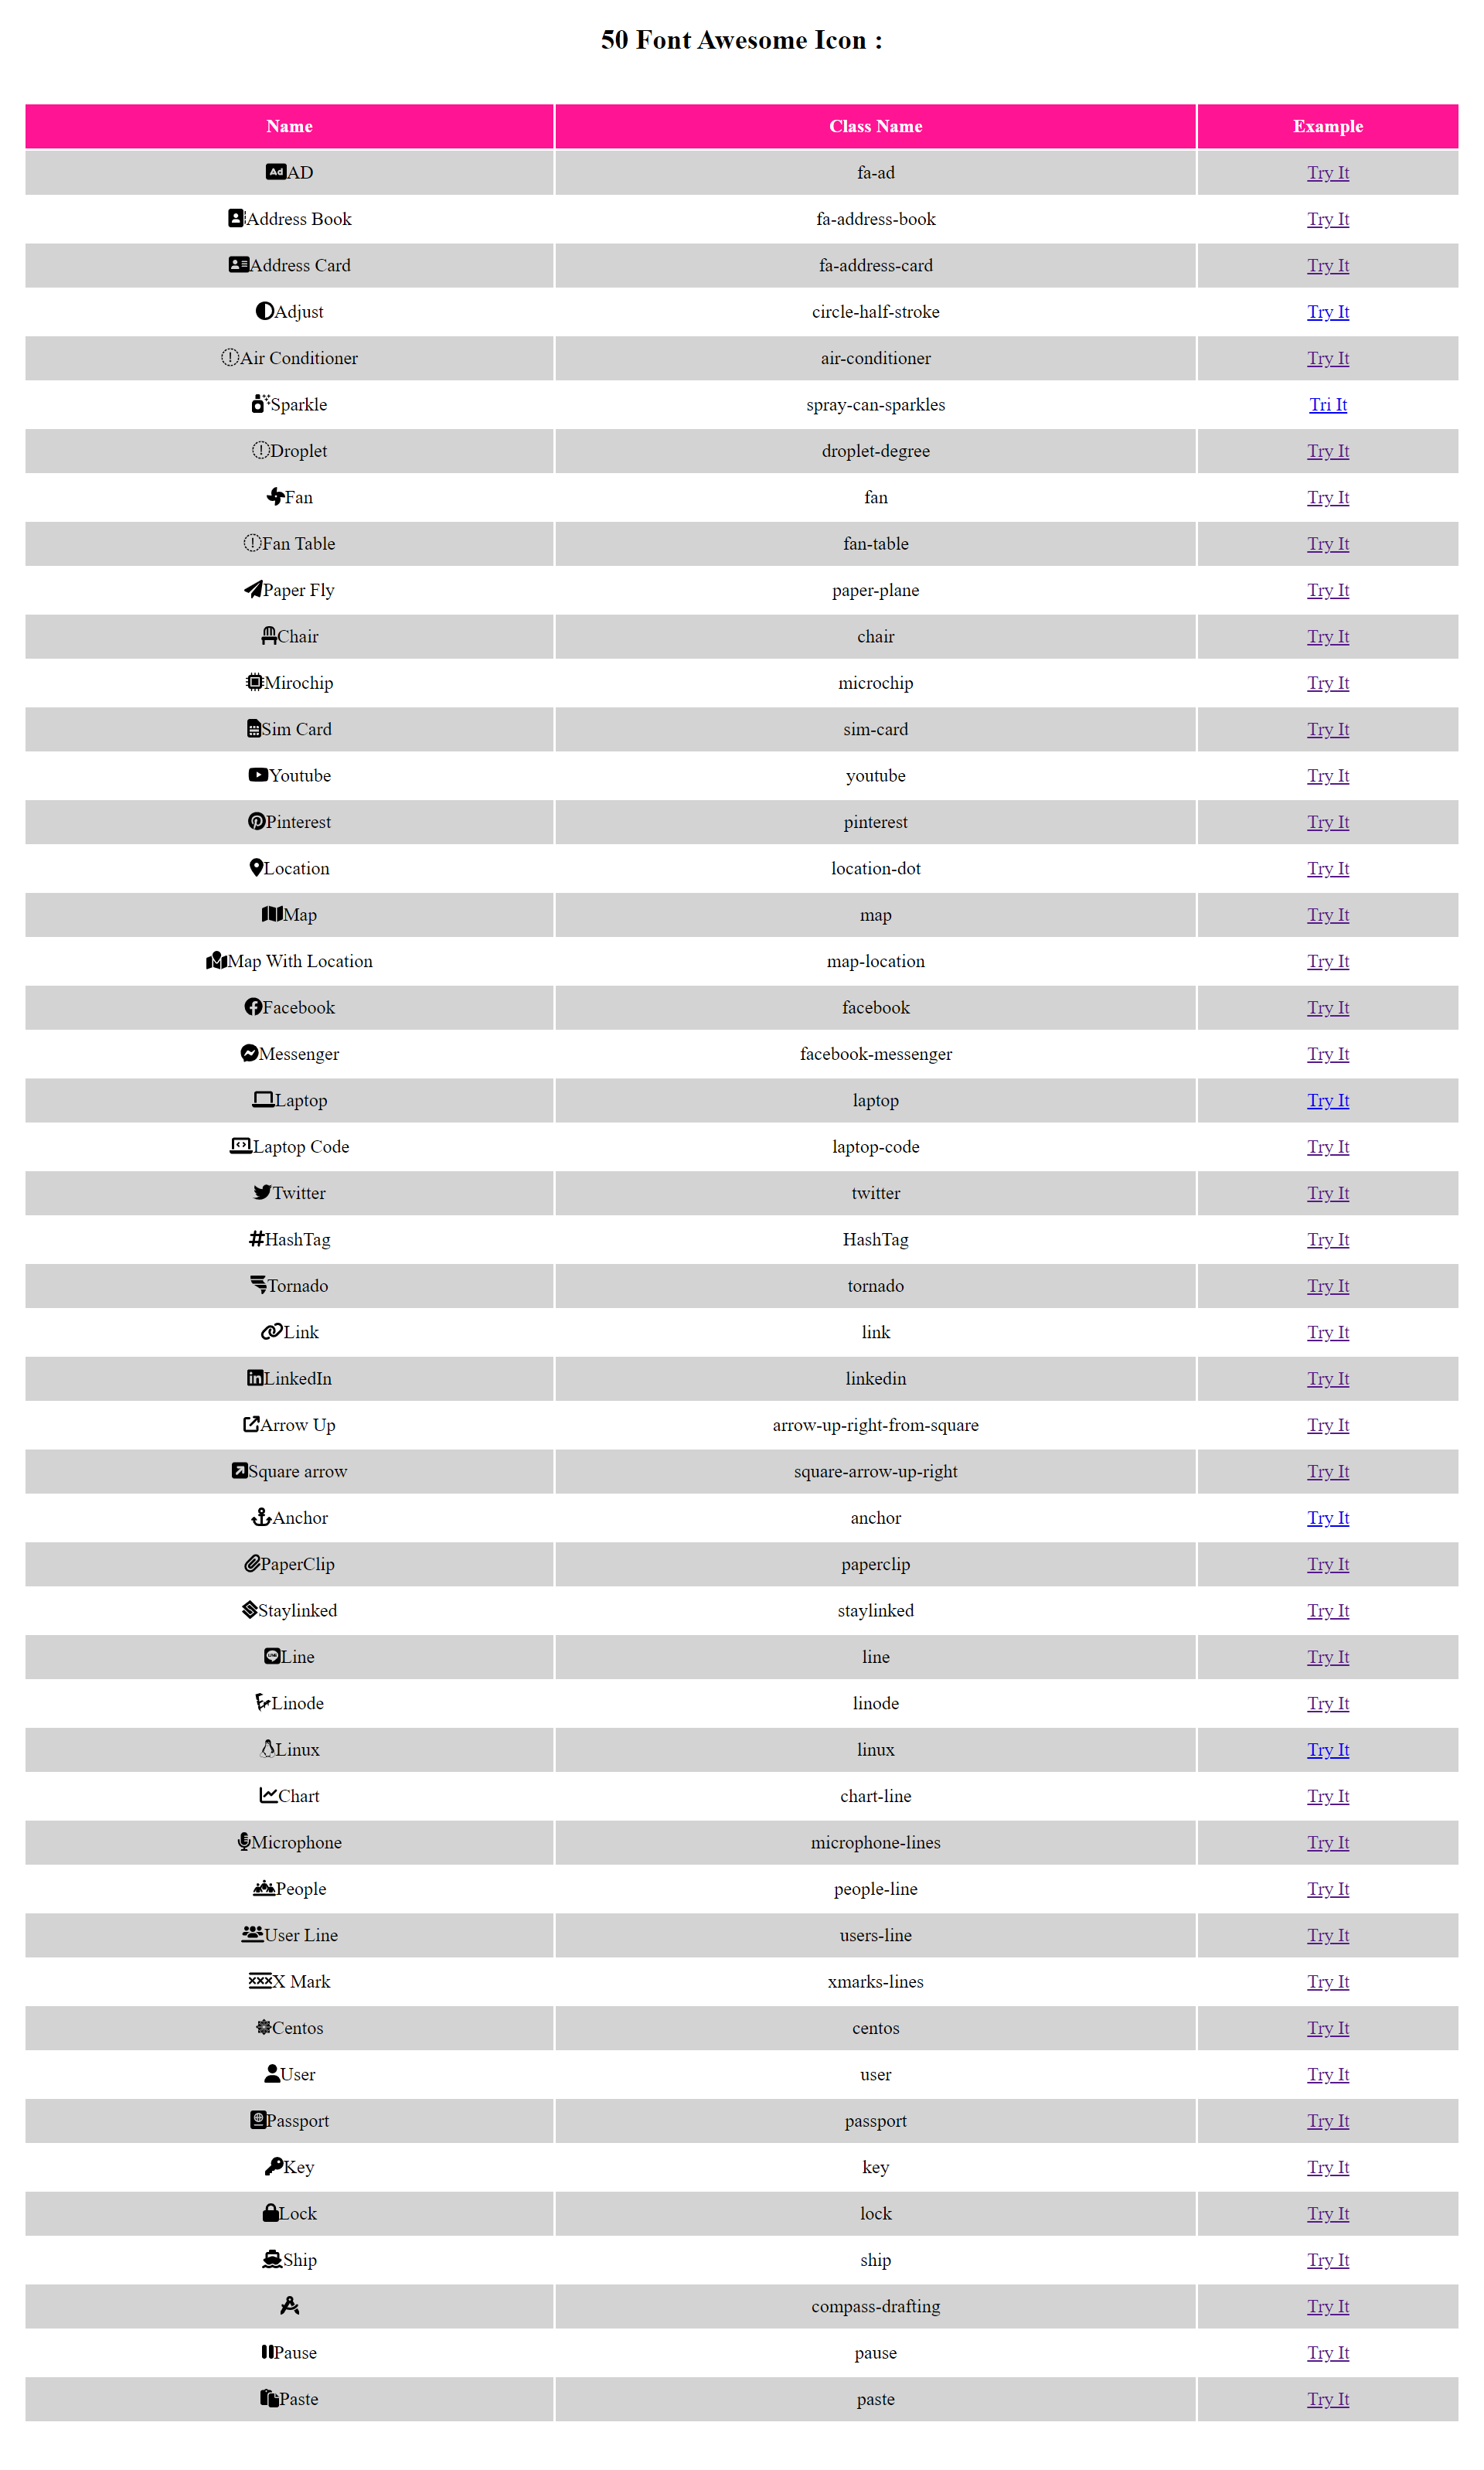 50 Font Awesome Icon :
Name Class Name Example
AD fa-ad Try It
Address Book fa-address-book Try It
Address Card fa-address-card Try It
Adjust circle-half-stroke Try It
Air Conditioner air-conditioner Try It
Sparkle spray-can-sparkles Tri It
Droplet droplet-degree Try It
Fan fan Try It
Fan Table fan-table Try It
Paper Fly paper-plane Try It
Chair chair Try It
Mirochip microchip Try It
Sim Card sim-card Try It
Youtube youtube Try It
Pinterest pinterest Try It
Location location-dot Try It
Map map Try It
Map With Location map-location Try It
Facebook facebook Try It
Messenger facebook-messenger Try It
Laptop laptop Try It
Laptop Code laptop-code Try It
Twitter twitter Try It
HashTag HashTag Try It
Tornado tornado Try It
Link link Try It
LinkedIn linkedin Try It
Arrow Up arrow-up-right-from-square Try It
Square arrow square-arrow-up-right Try It
Anchor anchor Try It
PaperClip paperclip Try It
Staylinked staylinked Try It
Line line Try It
Linode linode Try It
Linux linux Try It
Chart chart-line Try It
Microphone microphone-lines Try It
People people-line Try It
User Line users-line Try It
X Mark xmarks-lines Try It
Centos centos Try It
User user Try It
Passport passport Try It
Key key Try It
Lock lock Try It
Ship ship Try It
compass-drafting Try It
Pause pause Try It
Paste paste Try It